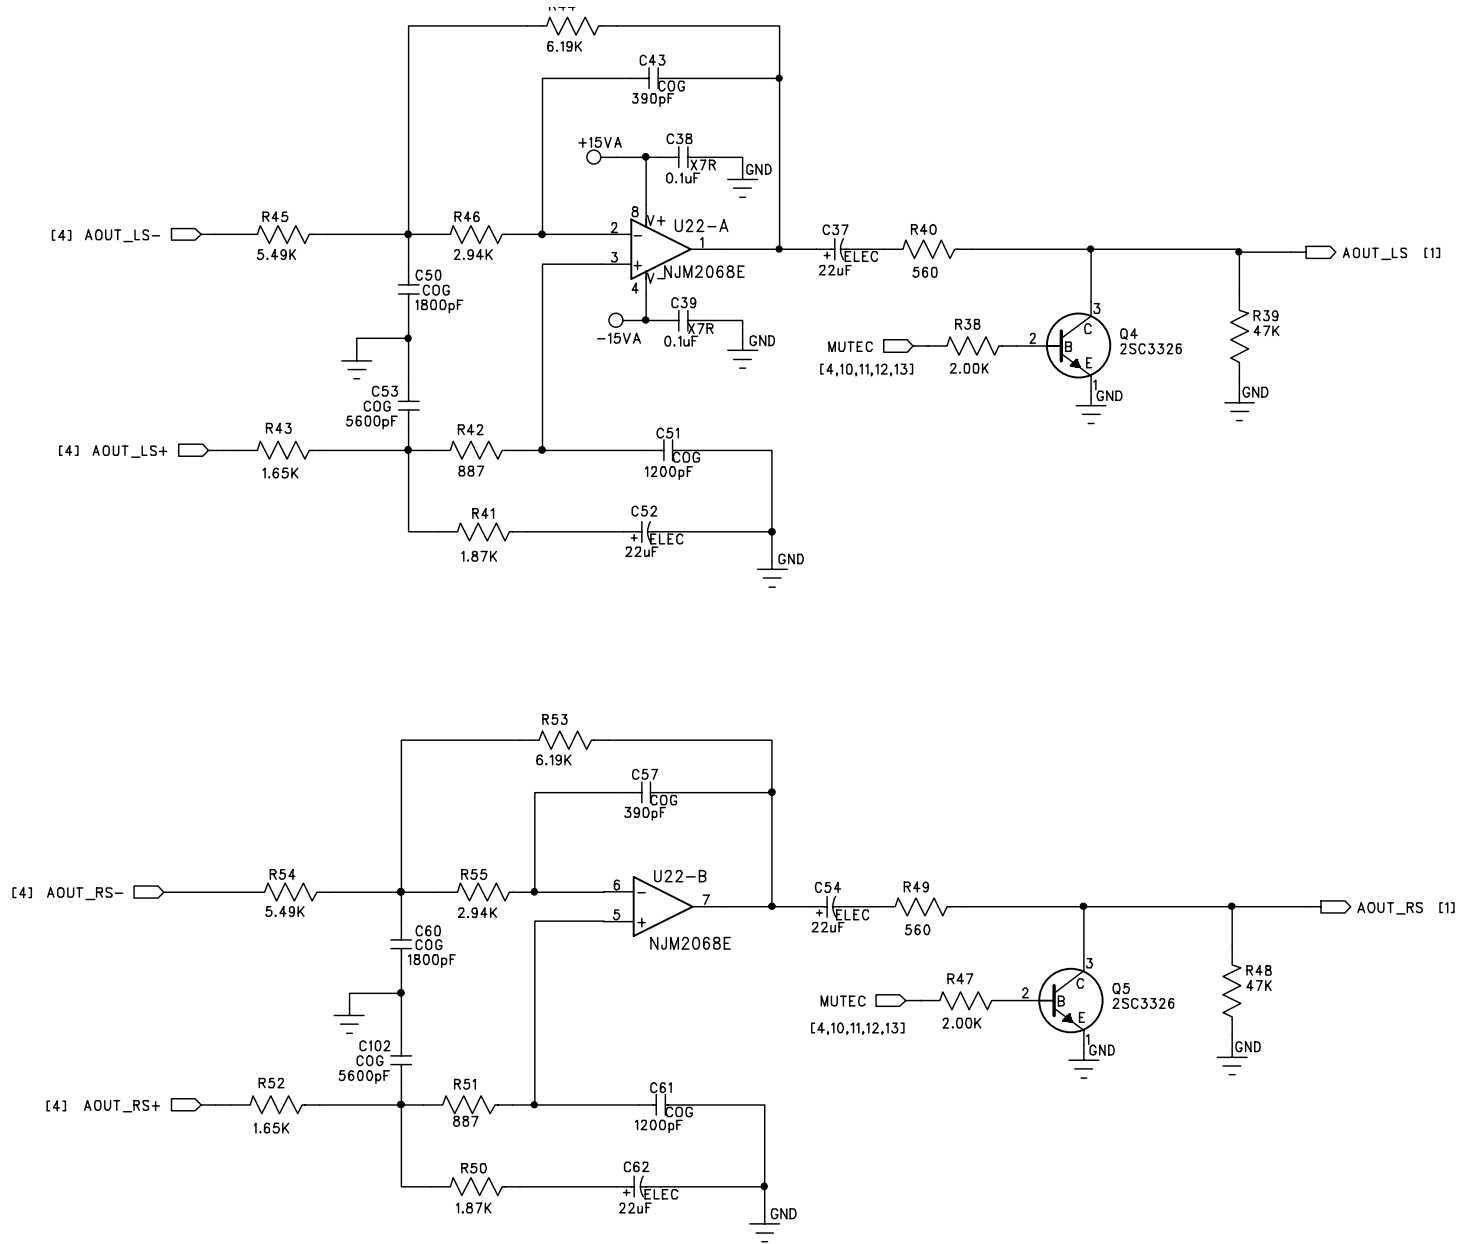 6.19K
C43
COG
390pF
+15VA
C38
X7R
0.1uF
GND
[4] AOUT_LS-
R45
5.49K
R46
2.94K
8
V+
U22-A
2
-
1
3
+
V-
4
NJM2068E
C37
+
ELEC
22uF
R40
560
AOUT_LS [1]
C50
COG
1800pF
-15VA
C39
X7R
0.1uF
GND
MUTEC
[4,10,11,12,13]
R38
2.00K
2
B
3
C
E
1
GND
Q4
2SC3326
R39
47K
GND
C53
COG
5600pF
[4] AOUT_LS+
R43
1.65K
R42
887
C51
COG
1200pF
R41
1.87K
C52
+
ELEC
22uF
GND
R53
6.19K
C57
COG
390pF
[4] AOUT_RS-
R54
5.49K
R55
2.94K
U22-B
6
-
7
5
+
NJM2068E
C54
+
ELEC
22uF
R49
560
AOUT_RS [1]
C60
COG
1800pF
MUTEC
[4,10,11,12,13]
R47
2.00K
2
B
3
C
E
1
GND
Q5
2SC3326
R48
47K
GND
C102
COG
5600pF
[4] AOUT_RS+
R52
1.65K
R51
887
C61
COG
1200pF
R50
1.87K
C62
+
ELEC
22uF
GND